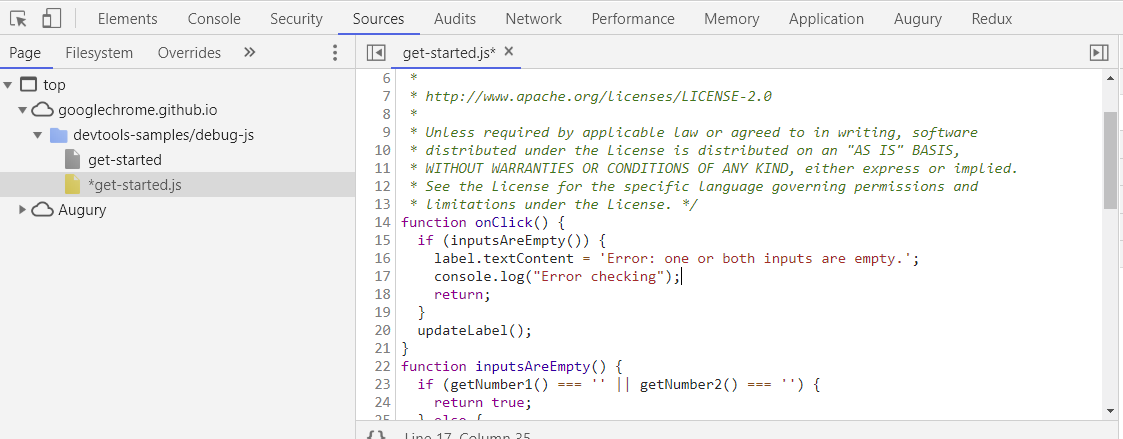 Elements Console Security Sources Audits Network Performance Memory Application Augury Redux
Page Filesystem Overrides » get-started.js* ×
top
googlechrome.github.io
devtools-samples/debug-js
get-started
*get-started.js
Augury
6 *
7 * http://www.apache.org/licenses/LICENSE-2.0
8 *
9 * Unless required by applicable law or agreed to in writing, software
10 * distributed under the License is distributed on an "AS IS" BASIS,
11 * WITHOUT WARRANTIES OR CONDITIONS OF ANY KIND, either express or implied.
12 * See the License for the specific language governing permissions and
13 * limitations under the License. */
14 function onClick() {
15 if (inputsAreEmpty()) {
16 label.textContent = 'Error: one or both inputs are empty.';
17 console.log("Error checking");
18 return;
19 }
20 updateLabel();
21 }
22 function inputsAreEmpty() {
23 if (getNumber1() === '' || getNumber2() === '') {
24 return true;
25 } else {
{} Line 17, Column 35